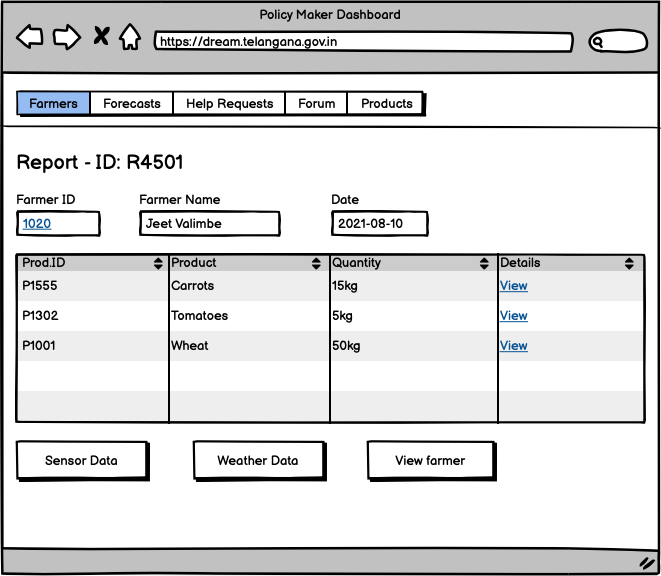 Policy Maker Dashboard
https://dream.telangana.gov.in
Farmers Forecasts Help Requests Forum Products
Report - ID: R4501
Farmer ID Farmer Name Date
1020 Jeet Valimbe 2021-08-10
Prod.ID Product Quantity Details
P1555 Carrots 15kg View
P1302 Tomatoes 5kg View
P1001 Wheat 50kg View
Sensor Data Weather Data View farmer